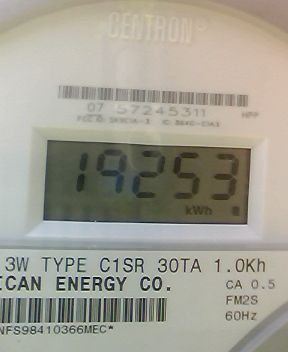 CENTRON®
07 57245311 HPP
19253
kWh
3W TYPE C1SR 30TA 1.0Kh
ICAN ENERGY CO. CA 0.5
FM2S
NFS98410366MEC* 60Hz